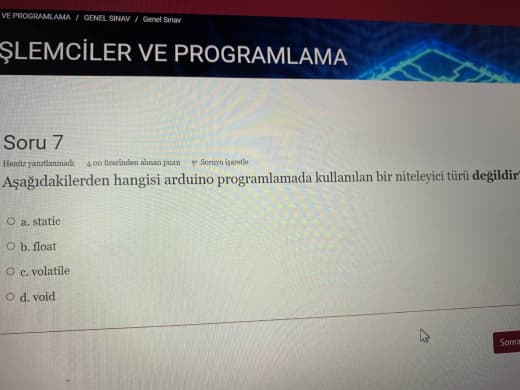 VE PROGRAMLAMA / GENEL SINAV / Genel Sınav
ŞLEMCİLER VE PROGRAMLAMA
Soru 7
Henüz yanıtlanmadı 4,00 üzerinden alınan puan Soruyu işaretle
Aşağıdakilerden hangisi arduino programlamada kullanılan bir niteleyici türü değildir
a. static
b. float
c. volatile
d. void
Sonra